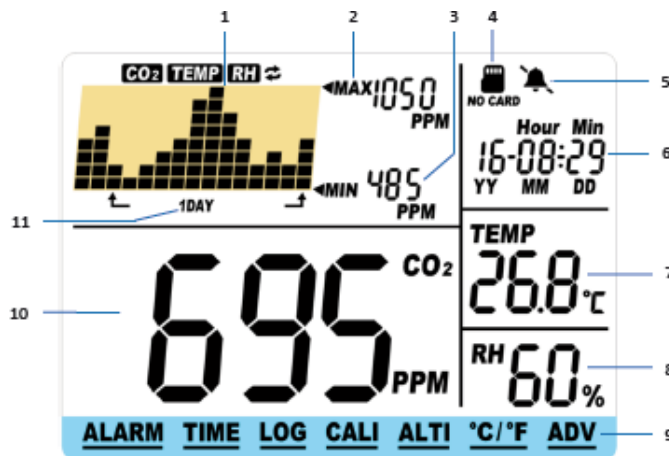 1 2 3 4
CO2 TEMP RH
MAX 1050 PPM
NO CARD
5
Hour Min
16-08:29
6
YY MM DD
MIN 485 PPM
11
1DAY
TEMP
26.8 °C
7
10
695 CO2 PPM
RH 60 %
8
ALARM TIME LOG CALI ALTI °C/°F ADV
9